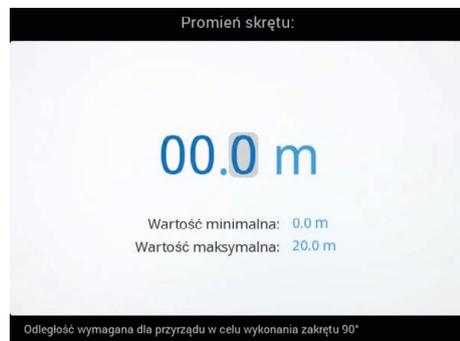 Promień skrętu:
00.0 m
Wartość minimalna: 0.0 m
Wartość maksymalna: 20.0 m
Odległość wymagana dla przyrządu w celu wykonania zakrętu 90°